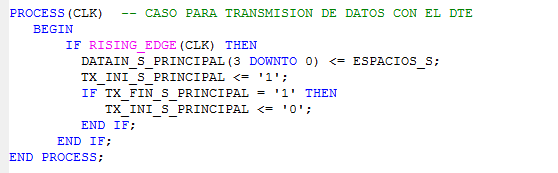 PROCESS(CLK)  -- CASO PARA TRANSMISION DE DATOS CON EL DTE
   BEGIN
       IF RISING_EDGE(CLK) THEN
         DATAIN_S_PRINCIPAL(3 DOWNTO 0) <= ESPACIOS_S;
         TX_INI_S_PRINCIPAL <= '1';
         IF TX_FIN_S_PRINCIPAL = '1' THEN
            TX_INI_S_PRINCIPAL <= '0';
         END IF;
      END IF;
END PROCESS;